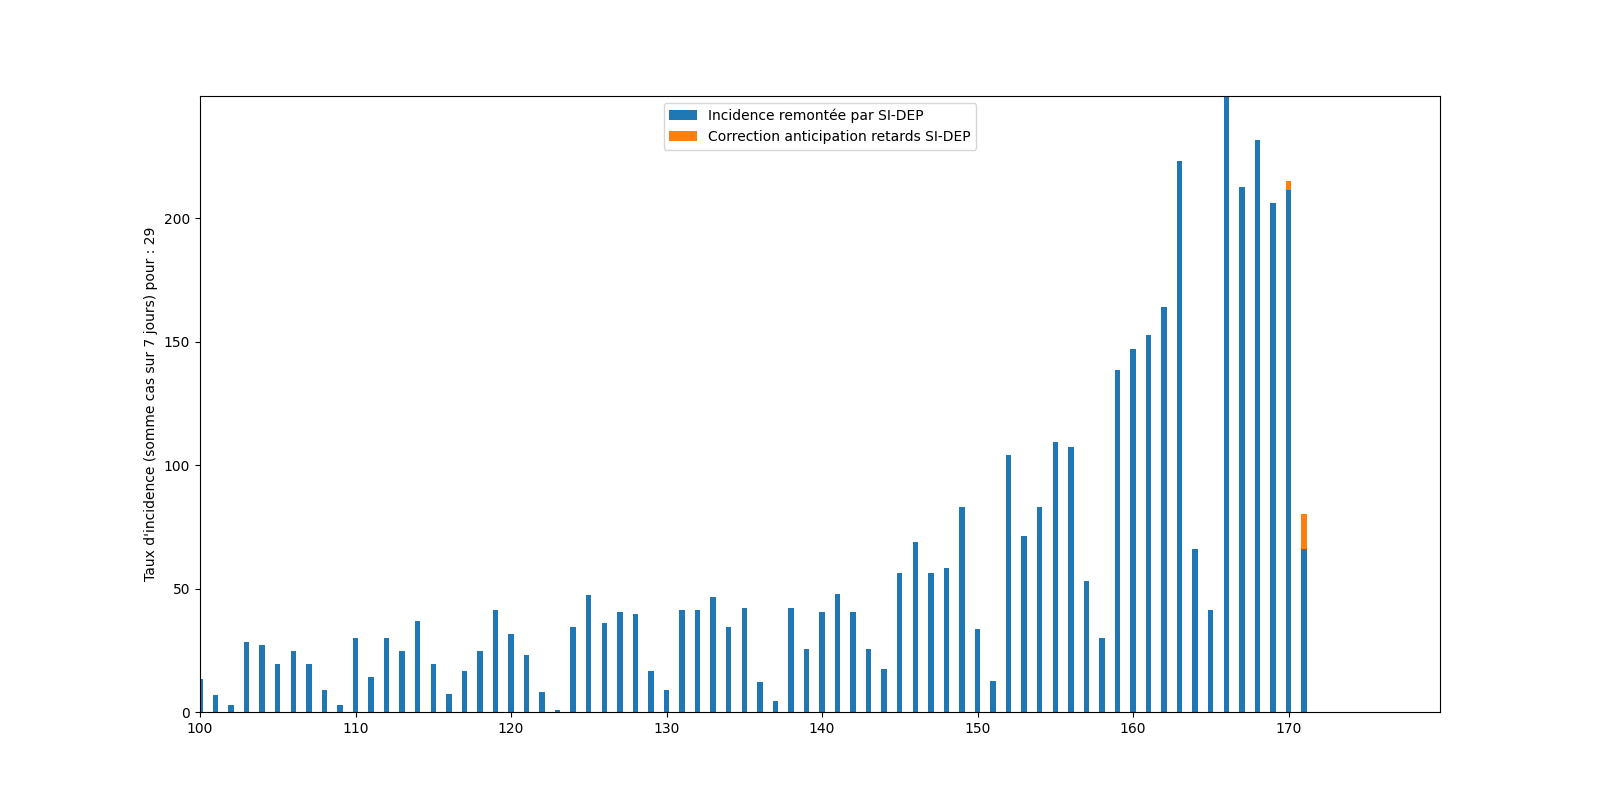 Incidence remontée par SI-DEP
Correction anticipation retards SI-DEP
Taux d'incidence (somme cas sur 7 jours) pour : 29
200
150
100
50
0
100 110 120 130 140 150 160 170